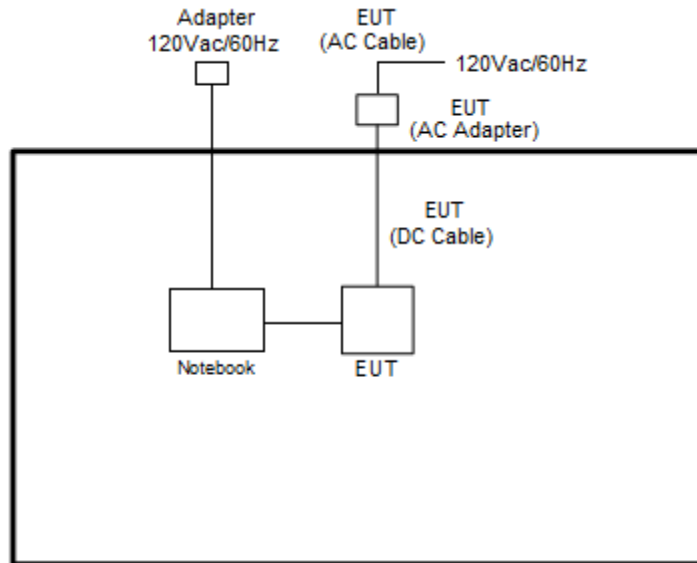 Adapter
120Vac/60Hz
EUT
(AC Cable)
120Vac/60Hz
EUT
(AC Adapter)
EUT
(DC Cable)
Notebook
EUT